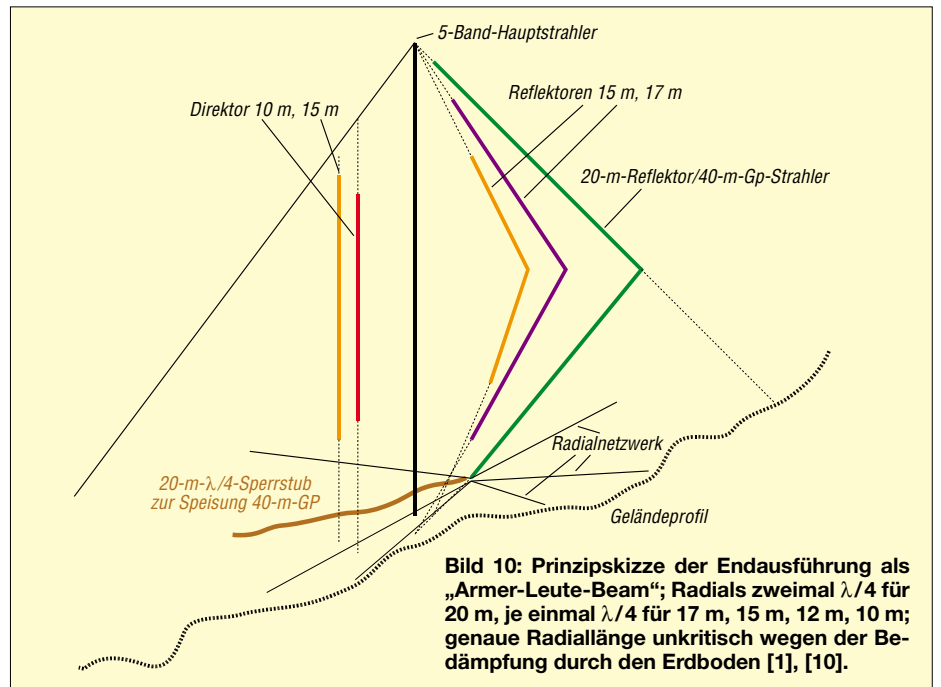 5-Band-Hauptstrahler
Direktor 10 m, 15 m
Reflektoren 15 m, 17 m
20-m-Reflektor/40-m-Gp-Strahler
Radialnetzwerk
20-m-λ/4-Sperrstub
zur Speisung 40-m-GP
Geländeprofil
Bild 10: Prinzipskizze der Endausführung als
„Armer-Leute-Beam“; Radials zweimal λ/4 für
20 m, je einmal λ/4 für 17 m, 15 m, 12 m, 10 m;
genaue Radiallänge unkritisch wegen der Be-
dämpfung durch den Erdboden [1], [10].